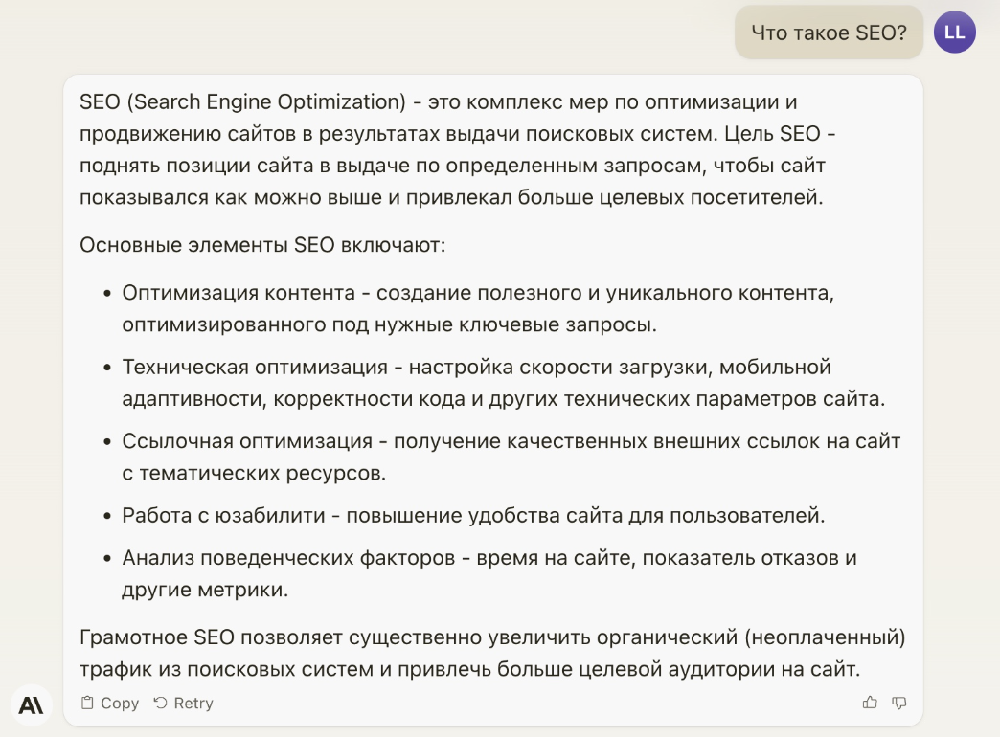 Что такое SEO?
LL
SEO (Search Engine Optimization) - это комплекс мер по оптимизации и
продвижению сайтов в результатах выдачи поисковых систем. Цель SEO -
поднять позиции сайта в выдаче по определенным запросам, чтобы сайт
показывался как можно выше и привлекал больше целевых посетителей.
Основные элементы SEO включают:
• Оптимизация контента - создание полезного и уникального контента,
оптимизированного под нужные ключевые запросы.
• Техническая оптимизация - настройка скорости загрузки, мобильной
адаптивности, корректности кода и других технических параметров сайта.
• Ссылочная оптимизация - получение качественных внешних ссылок на сайт
с тематических ресурсов.
• Работа с юзабилити - повышение удобства сайта для пользователей.
• Анализ поведенческих факторов - время на сайте, показатель отказов и
другие метрики.
Грамотное SEO позволяет существенно увеличить органический (неоплаченный)
трафик из поисковых систем и привлечь больше целевой аудитории на сайт.
A\ Copy Retry